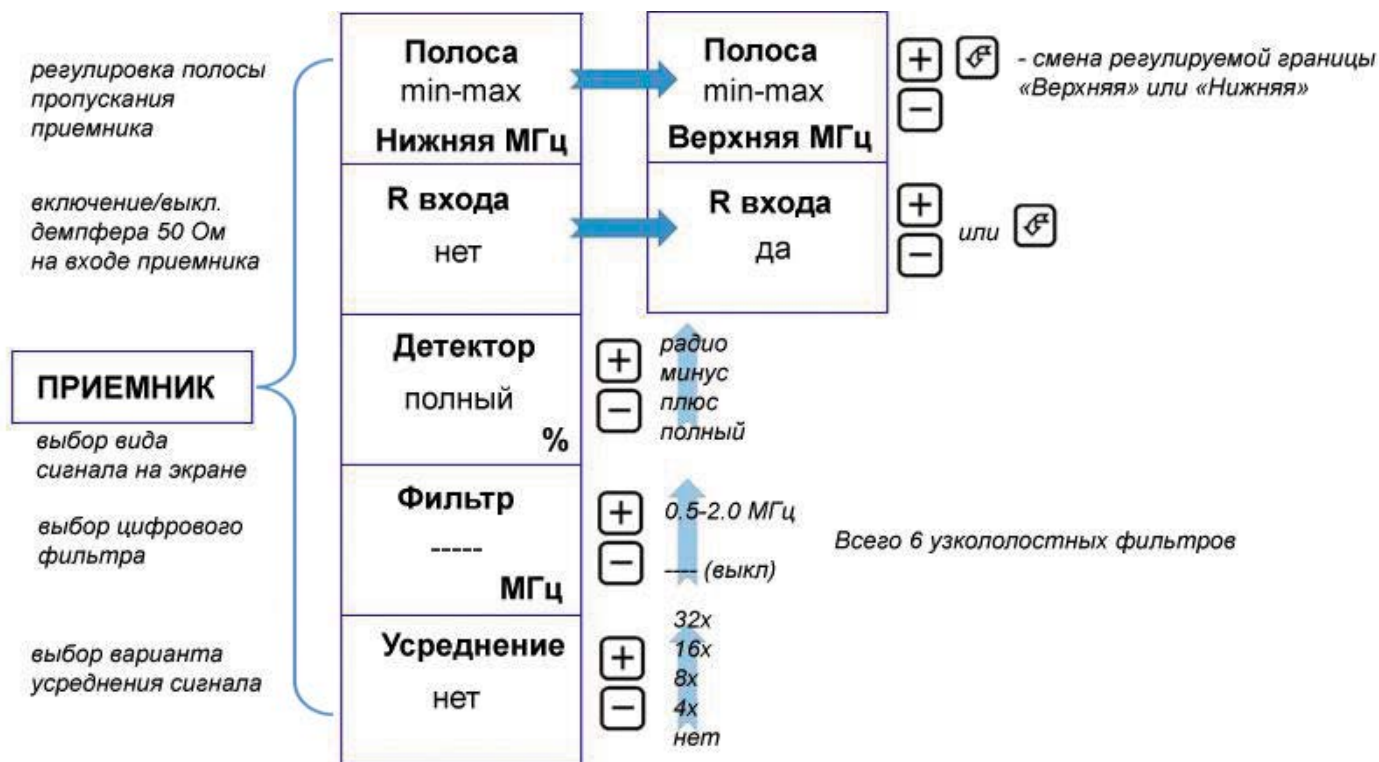 регулировка полосы
пропускания
приемника
Полоса
min-max
Нижняя МГц
Полоса
min-max
Верхняя МГц
+
−
- смена регулируемой границы
«Верхняя» или «Нижняя»
включение/выкл.
демпфера 50 Ом
на входе приемника
R входа
нет
R входа
да
+
−
или
ПРИЕМНИК
выбор вида
сигнала на экране
Детектор
полный
%
+
−
радио
минус
плюс
полный
выбор цифрового
фильтра
Фильтр
-----
МГц
+
−
0.5-2.0 МГц
---- (выкл)
Всего 6 узкололостных фильтров
выбор варианта
усреднения сигнала
Усреднение
нет
+
−
32x
16x
8x
4x
нет